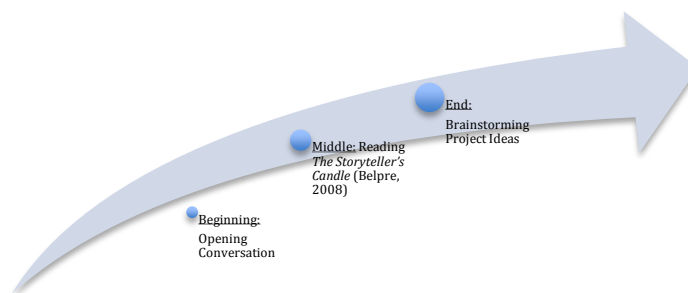 Beginning:
Opening
Conversation
Middle: Reading
The Storyteller's
Candle (Belpre,
2008)
End:
Brainstorming
Project Ideas